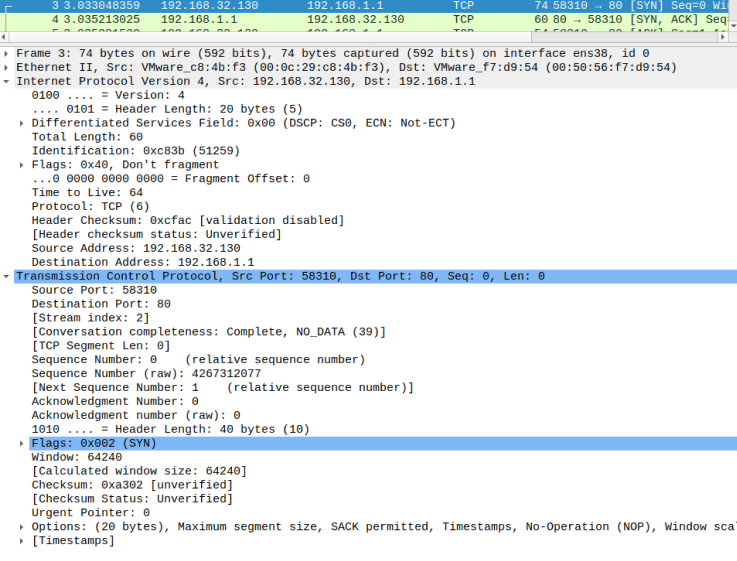 3 3.033048359 192.168.32.130 192.168.1.1 TCP 74 58310 → 80 [SYN] Seq=0 Wi
4 3.035213025 192.168.1.1 192.168.32.130 TCP 60 80 → 58310 [SYN, ACK] Seq
Frame 3: 74 bytes on wire (592 bits), 74 bytes captured (592 bits) on interface ens38, id 0
Ethernet II, Src: VMware_c8:4b:f3 (00:0c:29:c8:4b:f3), Dst: VMware_f7:d9:54 (00:50:56:f7:d9:54)
Internet Protocol Version 4, Src: 192.168.32.130, Dst: 192.168.1.1
0100 .... = Version: 4
.... 0101 = Header Length: 20 bytes (5)
Differentiated Services Field: 0x00 (DSCP: CS0, ECN: Not-ECT)
Total Length: 60
Identification: 0xc83b (51259)
Flags: 0x40, Don't fragment
...0 0000 0000 0000 = Fragment Offset: 0
Time to Live: 64
Protocol: TCP (6)
Header Checksum: 0xcfac [validation disabled]
[Header checksum status: Unverified]
Source Address: 192.168.32.130
Destination Address: 192.168.1.1
Transmission Control Protocol, Src Port: 58310, Dst Port: 80, Seq: 0, Len: 0
Source Port: 58310
Destination Port: 80
[Stream index: 2]
[Conversation completeness: Complete, NO_DATA (39)]
[TCP Segment Len: 0]
Sequence Number: 0 (relative sequence number)
Sequence Number (raw): 4267312077
[Next Sequence Number: 1 (relative sequence number)]
Acknowledgment Number: 0
Acknowledgment number (raw): 0
1010 .... = Header Length: 40 bytes (10)
Flags: 0x002 (SYN)
Window: 64240
[Calculated window size: 64240]
Checksum: 0xa302 [unverified]
[Checksum Status: Unverified]
Urgent Pointer: 0
Options: (20 bytes), Maximum segment size, SACK permitted, Timestamps, No-Operation (NOP), Window sca
[Timestamps]